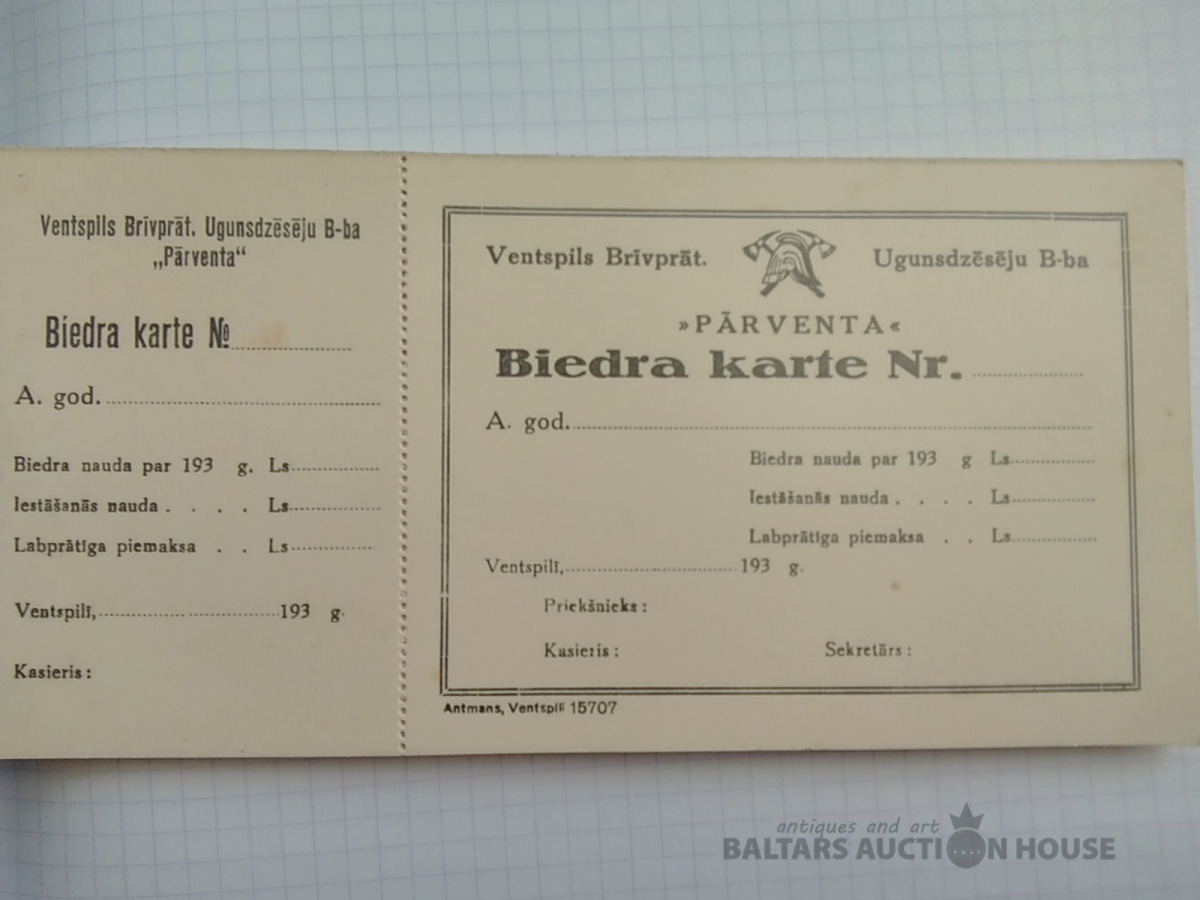 Ventspils Brīvprāt. Ugunsdzēsēju B-ba
„Pārventa“
Biedra karte №
A. god.
Biedra nauda par 193 g. Ls
Iestāšanās nauda . . . . Ls
Labprātīga piemaksa . . Ls
Ventspilī, 193 g.
Kasieris:
Ventspils Brīvprāt. Ugunsdzēsēju B-ba
»PĀRVENTA«
Biedra karte Nr.
A. god.
Biedra nauda par 193 g Ls
Iestāšanās nauda . . . . Ls
Labprātīga piemaksa . . Ls
Ventspilī, 193 g.
Priekšnieks:
Kasieris: Sekretārs:
Antmans, Ventspilī 15707
antiques and art
BALTARS AUCTION HOUSE